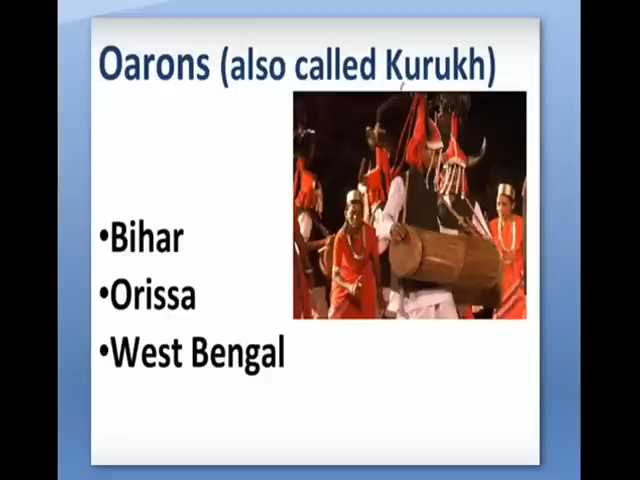 Oarons (also called Kurukh)
•Bihar
•Orissa
•West Bengal